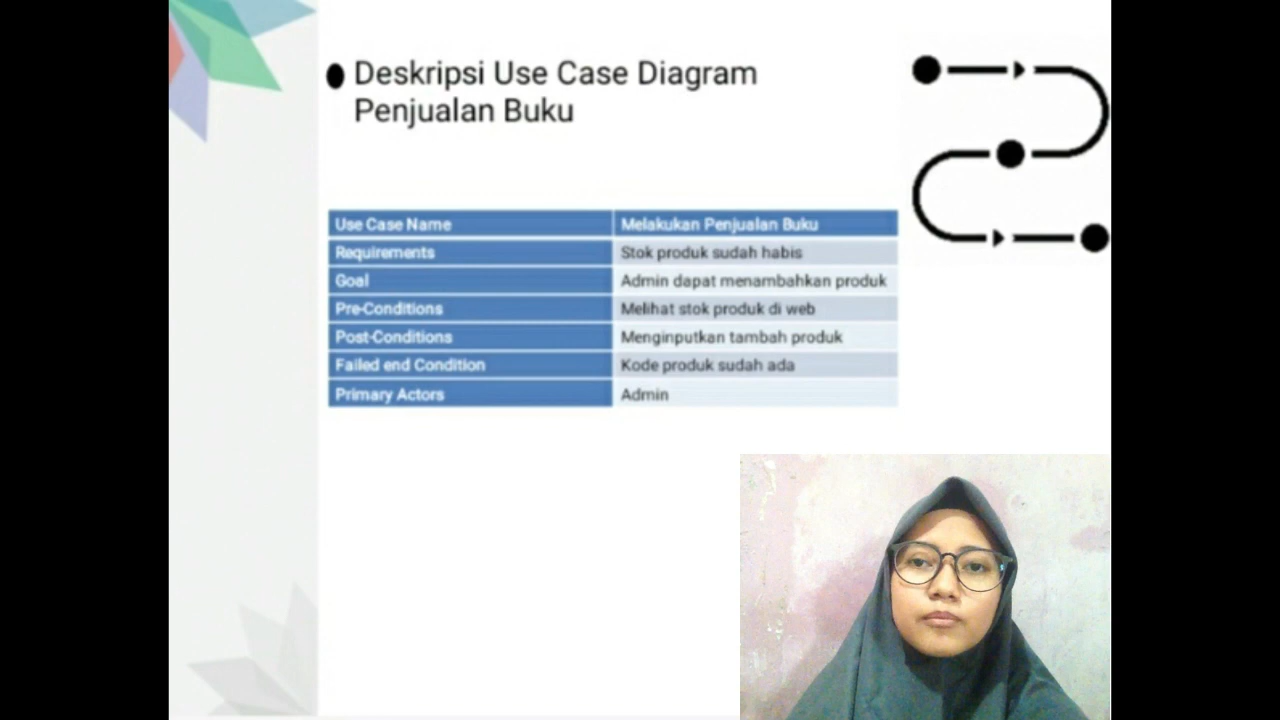 Deskripsi Use Case Diagram
Penjualan Buku
Use Case Name Melakukan Penjualan Buku
Requirements Stok produk sudah habis
Goal Admin dapat menambahkan produk
Pre-Conditions Melihat stok produk di web
Post-Conditions Menginputkan tambah produk
Failed end Condition Kode produk sudah ada
Primary Actors Admin